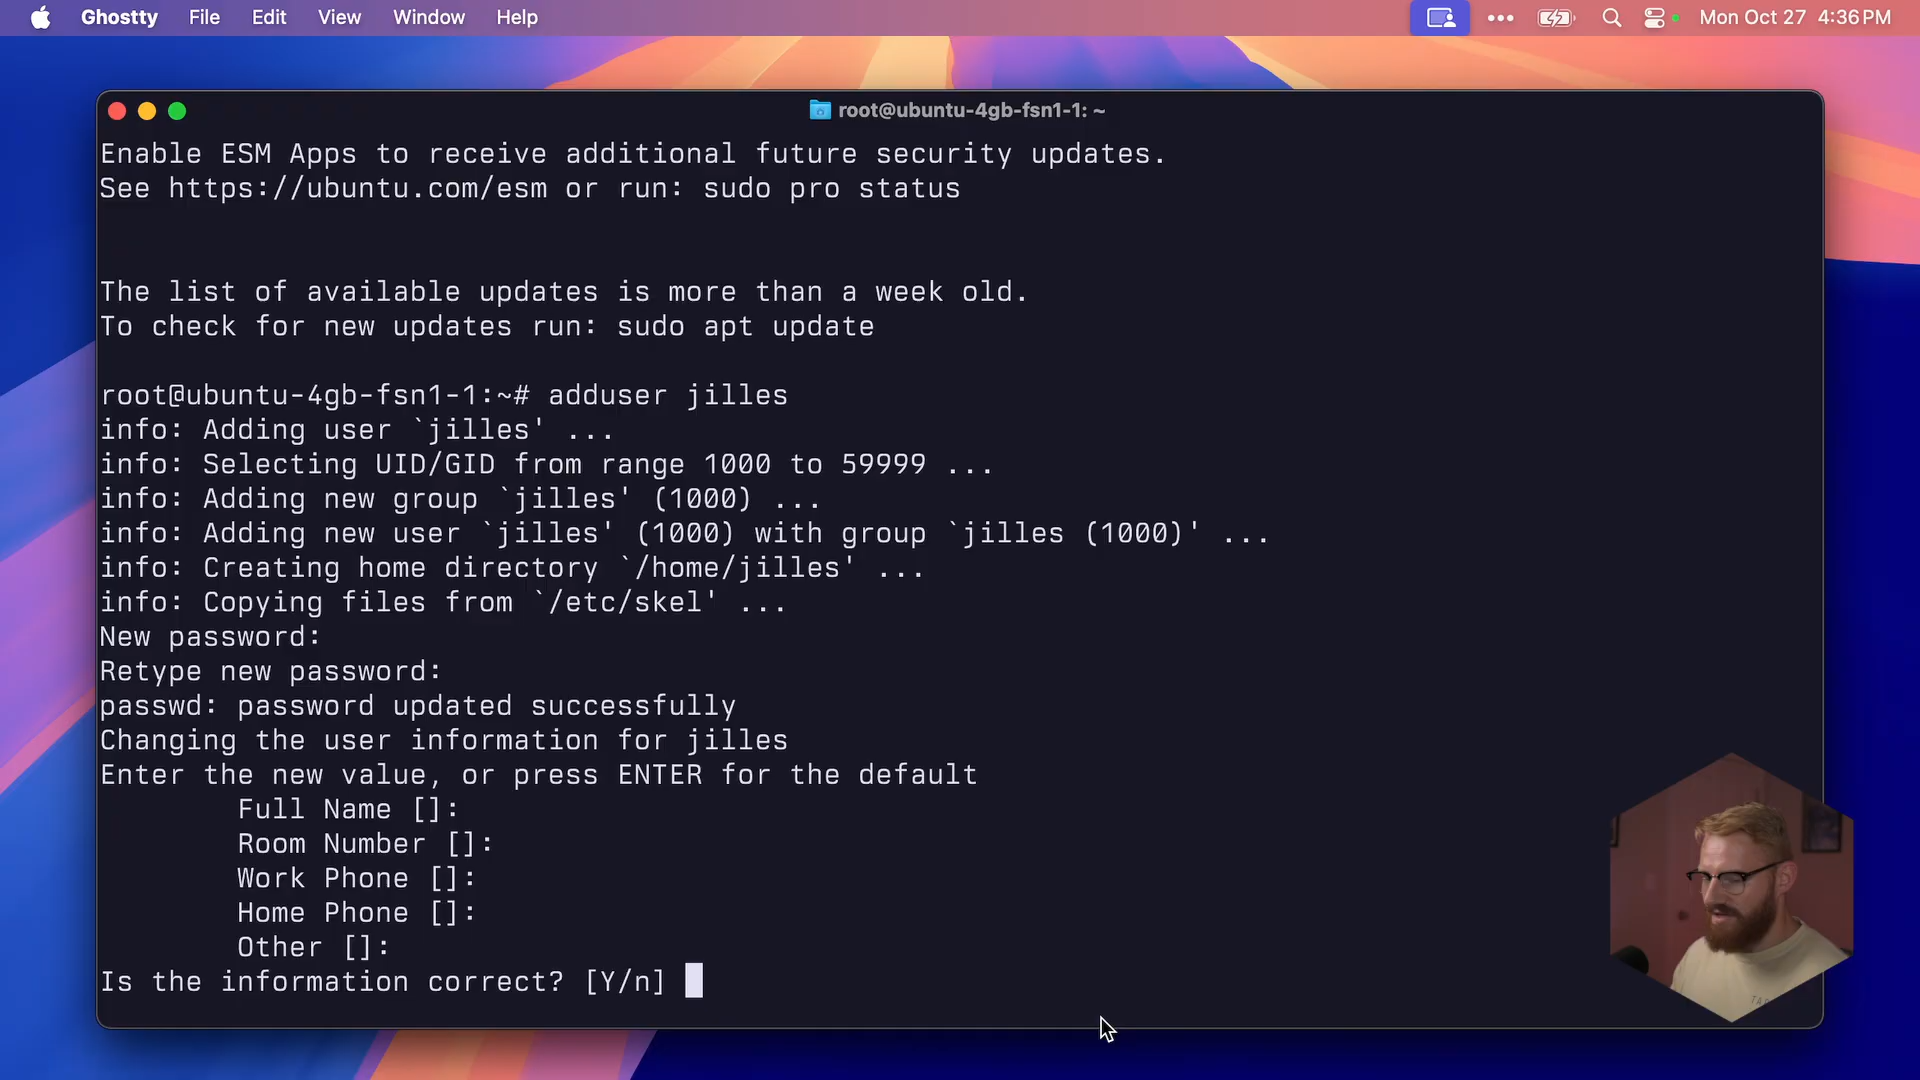 Ghostty File Edit View Window Help
Mon Oct 27 4:36 PM
root@ubuntu-4gb-fsn1-1: ~
Enable ESM Apps to receive additional future security updates.
See https://ubuntu.com/esm or run: sudo pro status
The list of available updates is more than a week old.
To check for new updates run: sudo apt update
root@ubuntu-4gb-fsn1-1:~# adduser jilles
info: Adding user `jilles' ...
info: Selecting UID/GID from range 1000 to 59999 ...
info: Adding new group `jilles' (1000) ...
info: Adding new user `jilles' (1000) with group `jilles (1000)' ...
info: Creating home directory `/home/jilles' ...
info: Copying files from `/etc/skel' ...
New password:
Retype new password:
passwd: password updated successfully
Changing the user information for jilles
Enter the new value, or press ENTER for the default
Full Name []:
Room Number []:
Work Phone []:
Home Phone []:
Other []:
Is the information correct? [Y/n]